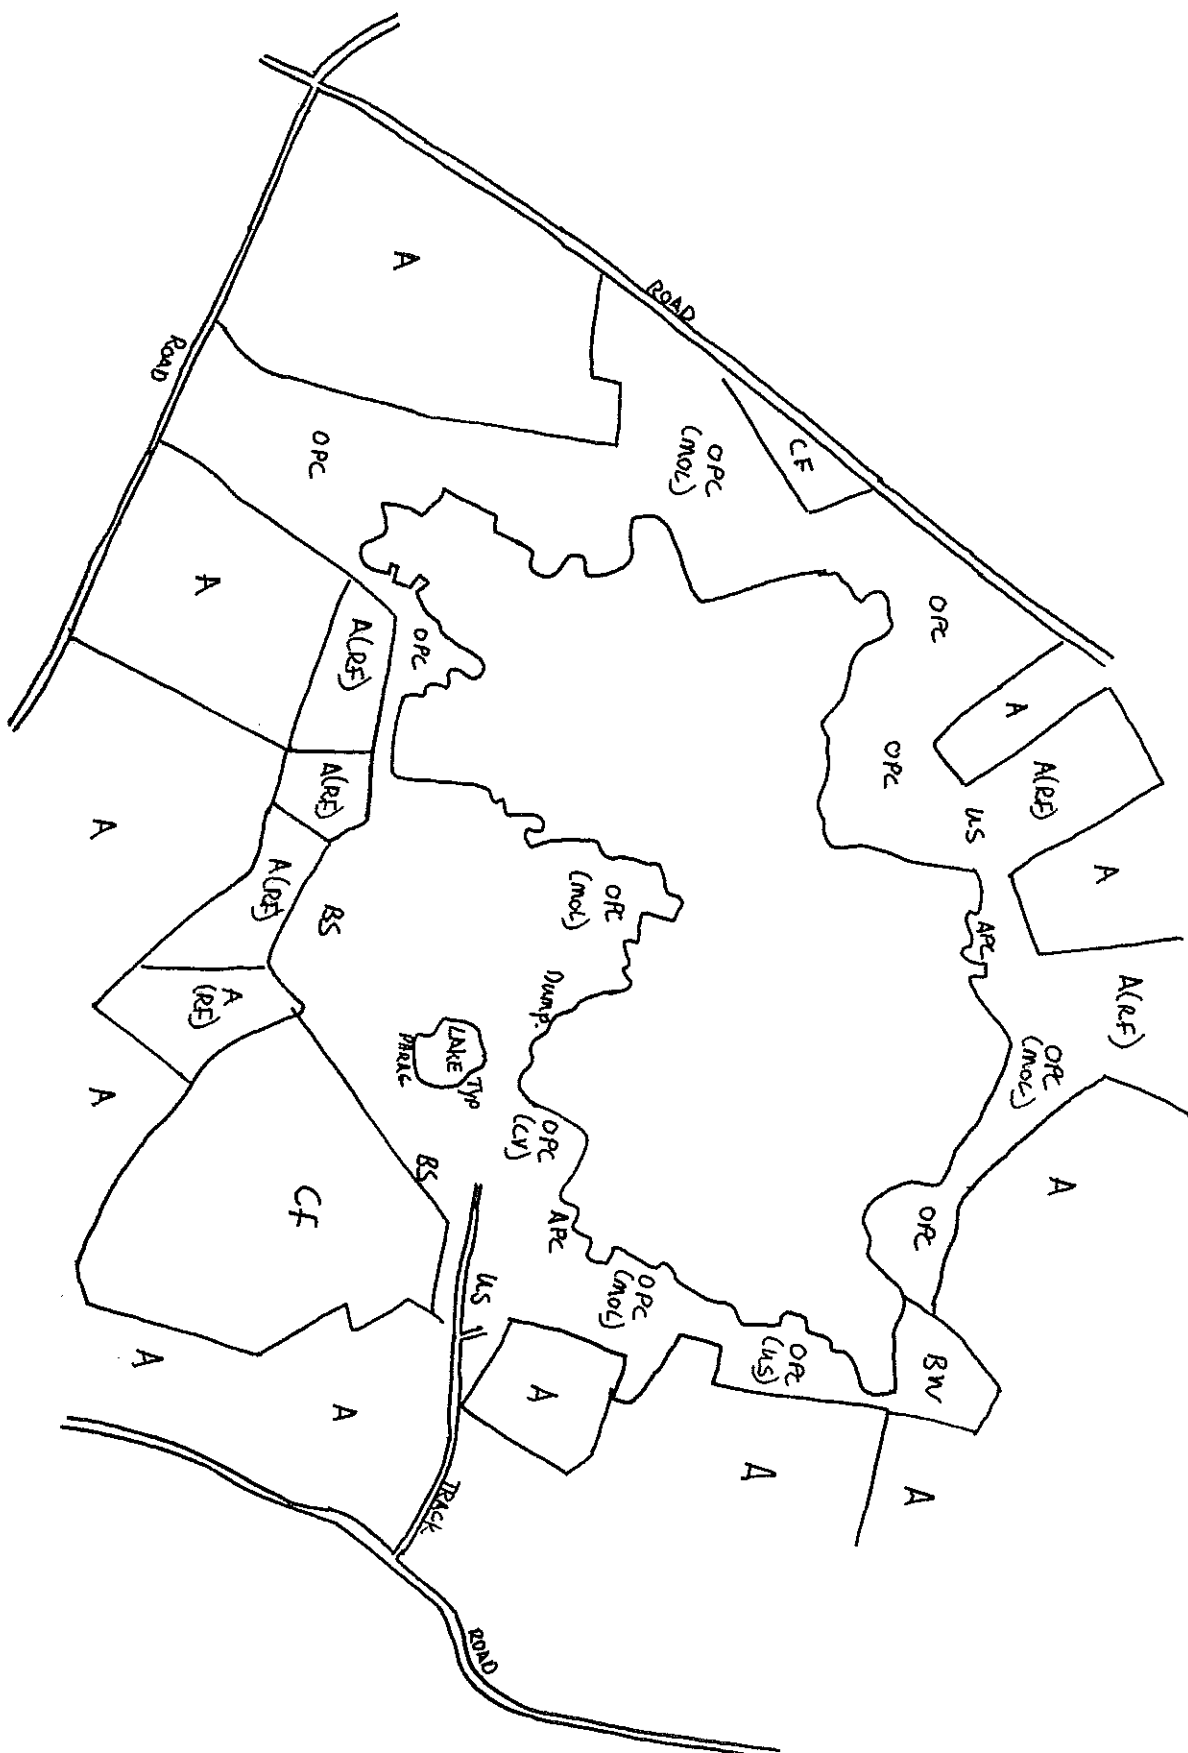 A
ROAD
ROAD
OPC
OPC
(MOL)
CF
A
A(RF)
OPC
OPC
A
A(RF)
OPC
US
A(RF)
A
A
A(RF)
BS
OPC
(MOL)
APC
A
(RF)
Dump.
LAKE
TYP
PHRAG
A(RF)
OPC
(MOL)
A
BS
OPC
(CV)
A
CF
APC
OPC
US
OPC
(MOL)
OPC
(US)
BW
A
A
A
A
A
TRACK
ROAD